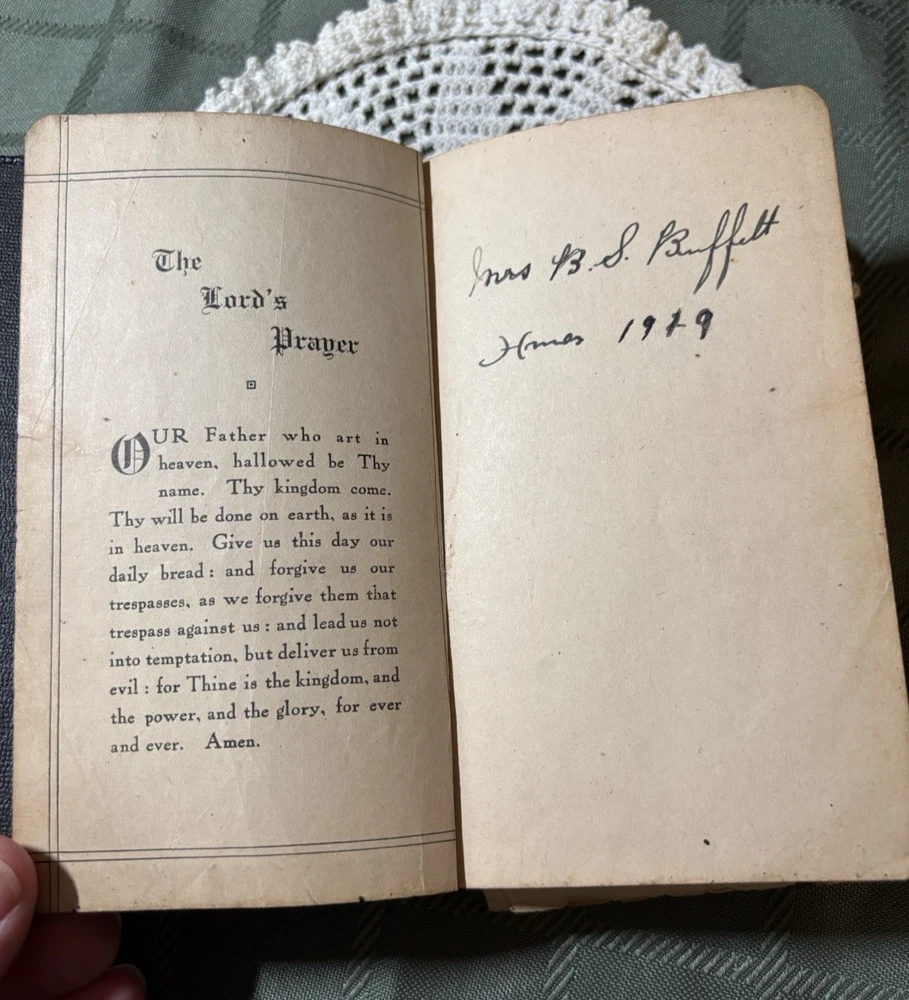 The
Lord's
Prayer
OUR Father who art in
heaven, hallowed be Thy
name. Thy kingdom come.
Thy will be done on earth, as it is
in heaven. Give us this day our
daily bread : and forgive us our
trespasses, as we forgive them that
trespass against us : and lead us not
into temptation, but deliver us from
evil : for Thine is the kingdom, and
the power, and the glory, for ever
and ever. Amen.
Mrs B. S. Buffett
Xmas